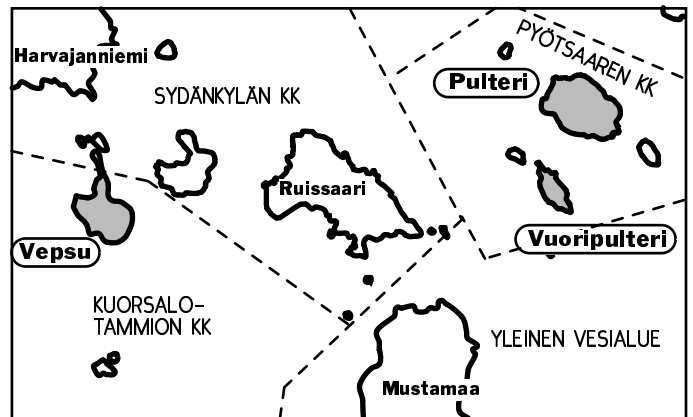 PYÖTSAAREN KK
Harvajanniemi
Pulteri
SYDÄNKYLÄN KK
Ruissaari
Vuoripulteri
Vepsu
KUORSALO-
TAMMION KK
YLEINEN VESIALUE
Mustamaa